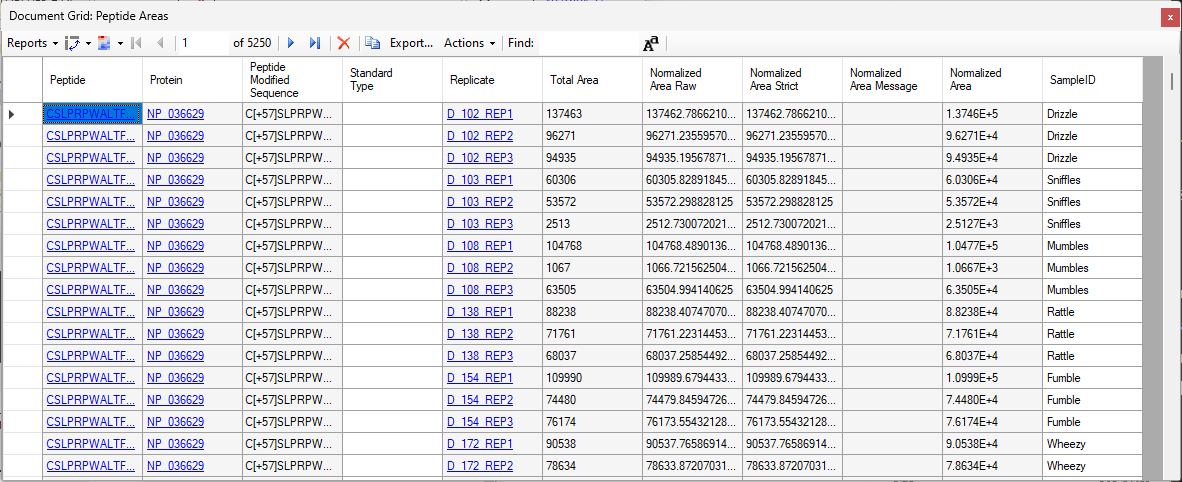 Document Grid: Peptide Areas
x
Reports 1 of 5250 Export... Actions Find: Aa
Peptide Protein Peptide Modified Sequence Standard Type Replicate Total Area Normalized Area Raw Normalized Area Strict Normalized Area Message Normalized Area SampleID
CSLPRPWALTF... NP_036629 C[+57]SLPRPW... D_102_REP1 137463 137462.7866210... 137462.7866210... 1.3746E+5 Drizzle
CSLPRPWALTF... NP_036629 C[+57]SLPRPW... D_102_REP2 96271 96271.23559570... 96271.23559570... 9.6271E+4 Drizzle
CSLPRPWALTF... NP_036629 C[+57]SLPRPW... D_102_REP3 94935 94935.19567871... 94935.19567871... 9.4935E+4 Drizzle
CSLPRPWALTF... NP_036629 C[+57]SLPRPW... D_103_REP1 60306 60305.82891845... 60305.82891845... 6.0306E+4 Sniffles
CSLPRPWALTF... NP_036629 C[+57]SLPRPW... D_103_REP2 53572 53572.298828125 53572.298828125 5.3572E+4 Sniffles
CSLPRPWALTF... NP_036629 C[+57]SLPRPW... D_103_REP3 2513 2512.730072021... 2512.730072021... 2.5127E+3 Sniffles
CSLPRPWALTF... NP_036629 C[+57]SLPRPW... D_108_REP1 104768 104768.4890136... 104768.4890136... 1.0477E+5 Mumbles
CSLPRPWALTF... NP_036629 C[+57]SLPRPW... D_108_REP2 1067 1066.721562504... 1066.721562504... 1.0667E+3 Mumbles
CSLPRPWALTF... NP_036629 C[+57]SLPRPW... D_108_REP3 63505 63504.994140625 63504.994140625 6.3505E+4 Mumbles
CSLPRPWALTF... NP_036629 C[+57]SLPRPW... D_138_REP1 88238 88238.40747070... 88238.40747070... 8.8238E+4 Rattle
CSLPRPWALTF... NP_036629 C[+57]SLPRPW... D_138_REP2 71761 71761.22314453... 71761.22314453... 7.1761E+4 Rattle
CSLPRPWALTF... NP_036629 C[+57]SLPRPW... D_138_REP3 68037 68037.25854492... 68037.25854492... 6.8037E+4 Rattle
CSLPRPWALTF... NP_036629 C[+57]SLPRPW... D_154_REP1 109990 109989.6794433... 109989.6794433... 1.0999E+5 Fumble
CSLPRPWALTF... NP_036629 C[+57]SLPRPW... D_154_REP2 74480 74479.84594726... 74479.84594726... 7.4480E+4 Fumble
CSLPRPWALTF... NP_036629 C[+57]SLPRPW... D_154_REP3 76174 76173.55432128... 76173.55432128... 7.6174E+4 Fumble
CSLPRPWALTF... NP_036629 C[+57]SLPRPW... D_172_REP1 90538 90537.76586914... 90537.76586914... 9.0538E+4 Wheezy
CSLPRPWALTF... NP_036629 C[+57]SLPRPW... D_172_REP2 78634 78633.87207031... 78633.87207031... 7.8634E+4 Wheezy